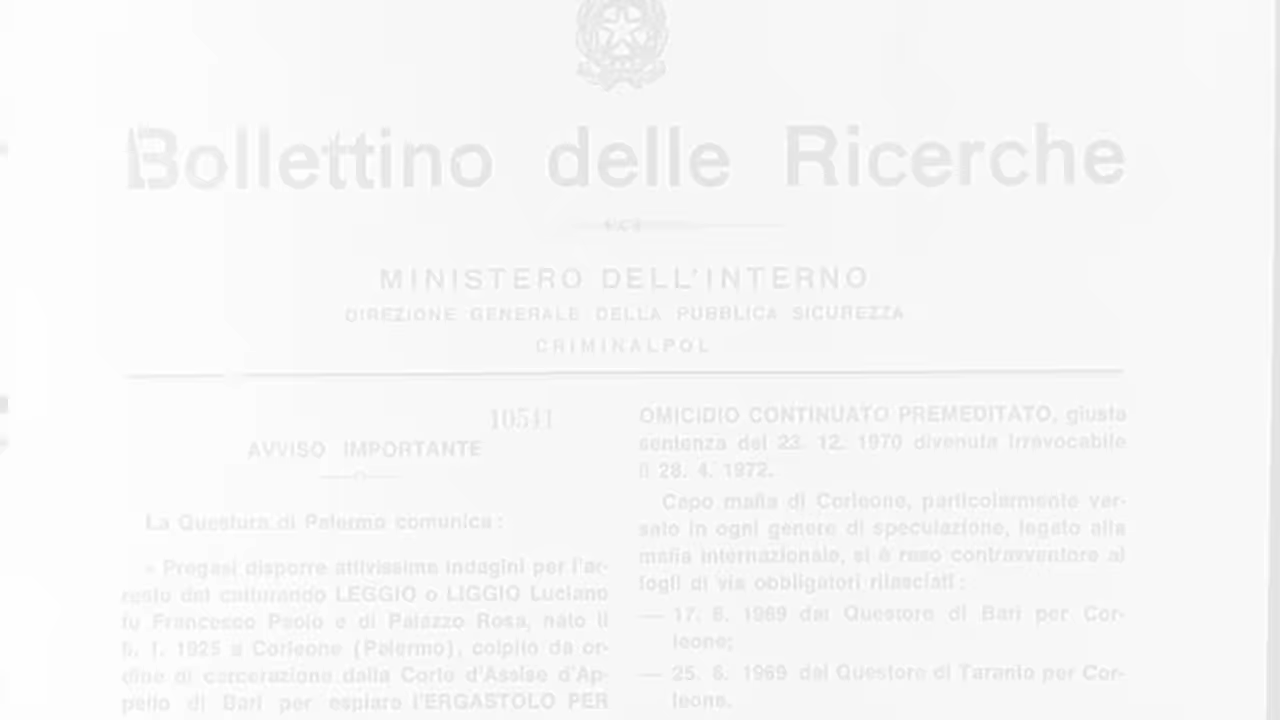 Bollettino delle Ricerche
MINISTERO DELL'INTERNO
DIREZIONE GENERALE DELLA PUBBLICA SICUREZZA
CRIMINALPOL
10541
AVVISO IMPORTANTE
La Questura di Palermo comunica :
« Pregasi disporre attivissime indagini per l'ar-
resto del catturando LEGGIO o LIGGIO Luciano
fu Francesco Paolo e di Palazzo Rosa, nato il
6. 1. 1925 a Corleone (Palermo), colpito da or-
dine di carcerazione dalla Corte d'Assise d'Ap-
pello di Bari per espiare l'ERGASTOLO PER
OMICIDIO CONTINUATO PREMEDITATO, giusta
sentenza del 23. 12. 1970 divenuta irrevocabile
il 28. 4. 1972.
Capo mafia di Corleone, particolarmente ver-
sato in ogni genere di speculazione, legato alla
mafia internazionale, si è reso contravventore ai
fogli di via obbligatori rilasciati :
— 17. 6. 1969 dal Questore di Bari per Cor-
leone;
— 25. 6. 1969 dal Questore di Taranto per Cor-
leone.